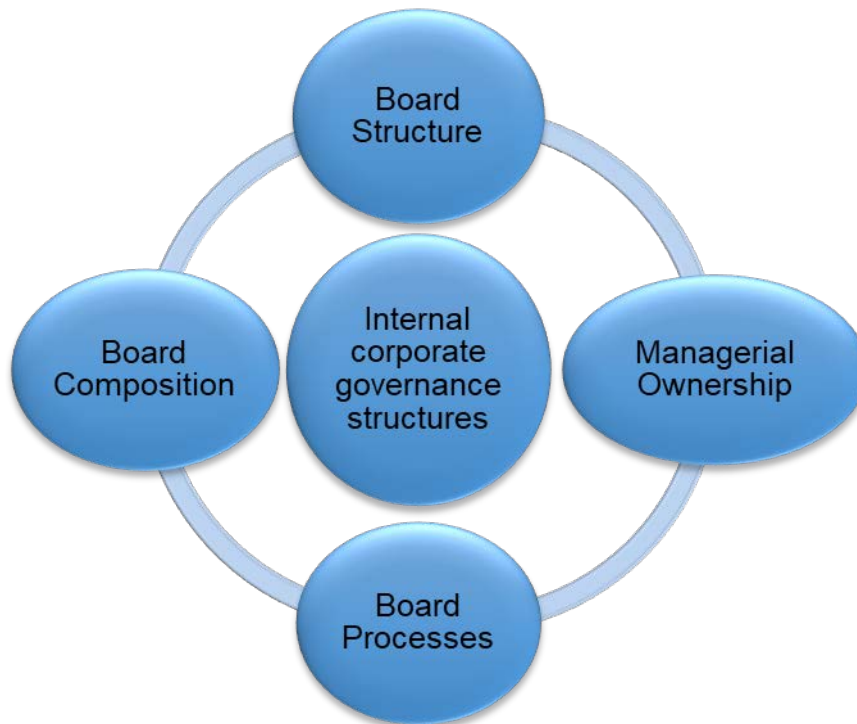 Board
Structure
Board
Composition
Internal
corporate
governance
structures
Managerial
Ownership
Board
Processes